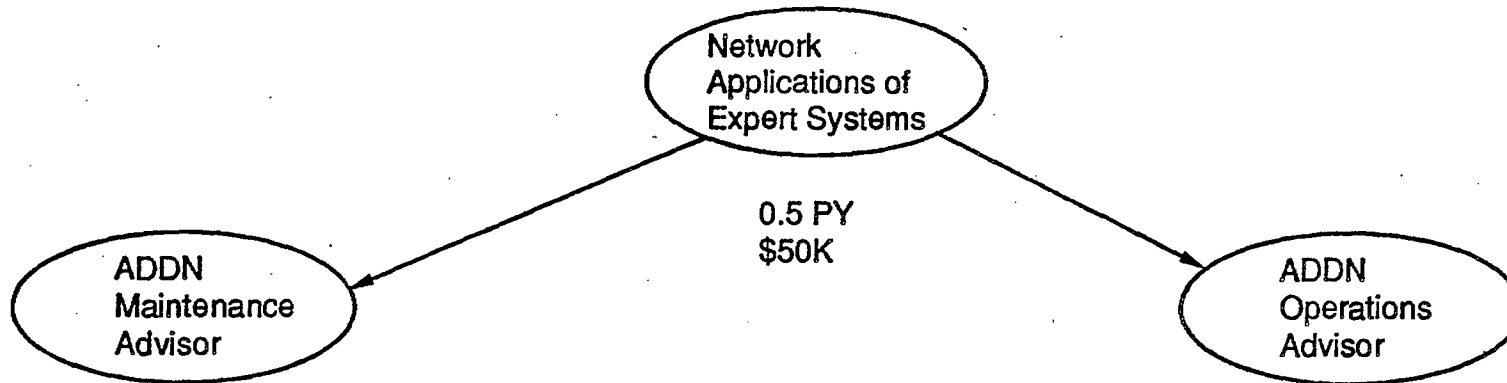 Network
Applications of
Expert Systems
0.5 PY
$50K
ADDN
Maintenance
Advisor
ADDN
Operations
Advisor